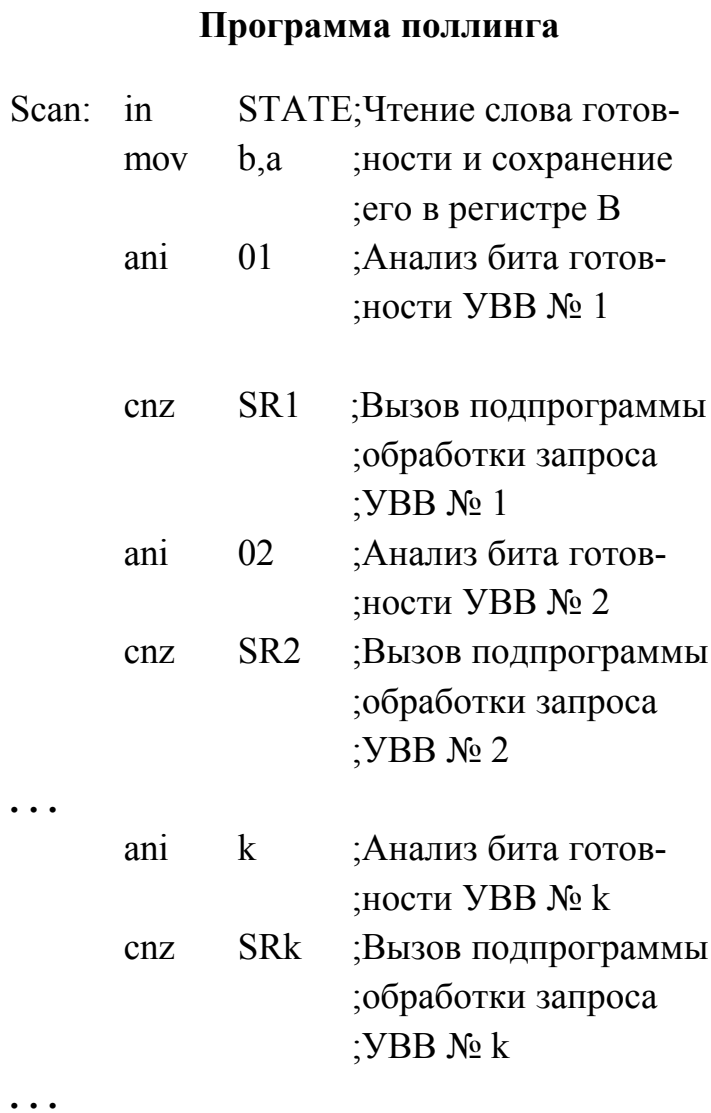 Программа поллинга
Scan: in STATE;Чтение слова готов-
mov b,a ;ности и сохранение
;его в регистре В
ani 01 ;Анализ бита готов-
;ности УВВ № 1
cnz SR1 ;Вызов подпрограммы
;обработки запроса
;УВВ № 1
ani 02 ;Анализ бита готов-
;ности УВВ № 2
cnz SR2 ;Вызов подпрограммы
;обработки запроса
;УВВ № 2
. . .
ani k ;Анализ бита готов-
;ности УВВ № k
cnz SRk ;Вызов подпрограммы
;обработки запроса
;УВВ № k
. . .